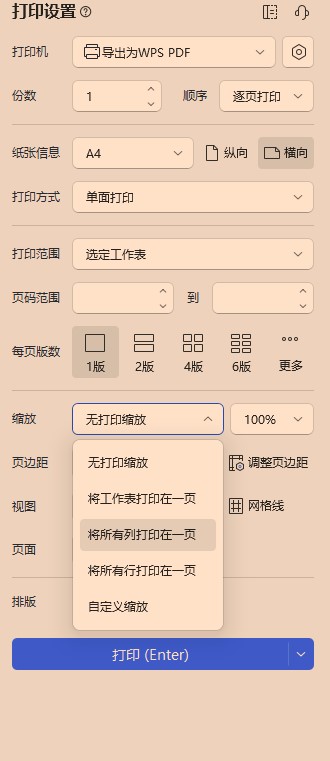 打印设置
打印机 导出为WPS PDF
份数 1 顺序 逐页打印
纸张信息 A4 纵向 横向
打印方式 单面打印
打印范围 选定工作表
页码范围 到
每页版数 1版 2版 4版 6版 更多
缩放 无打印缩放 100%
页边距 无打印缩放 调整页边距
将工作表打印在一页
视图 网格线
将所有列打印在一页
页面
将所有行打印在一页
排版 自定义缩放
打印 (Enter)